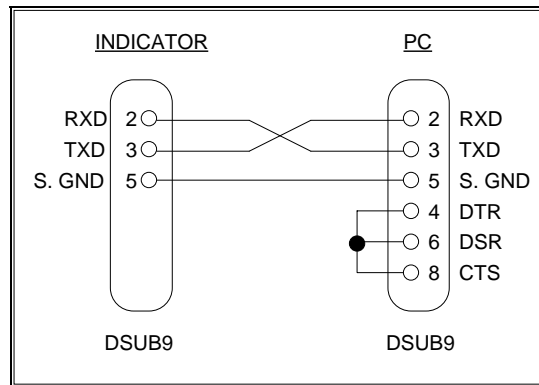 INDICATOR PC
RXD 2 2 RXD
TXD 3 3 TXD
S. GND 5 5 S. GND
4 DTR
6 DSR
8 CTS
DSUB9 DSUB9